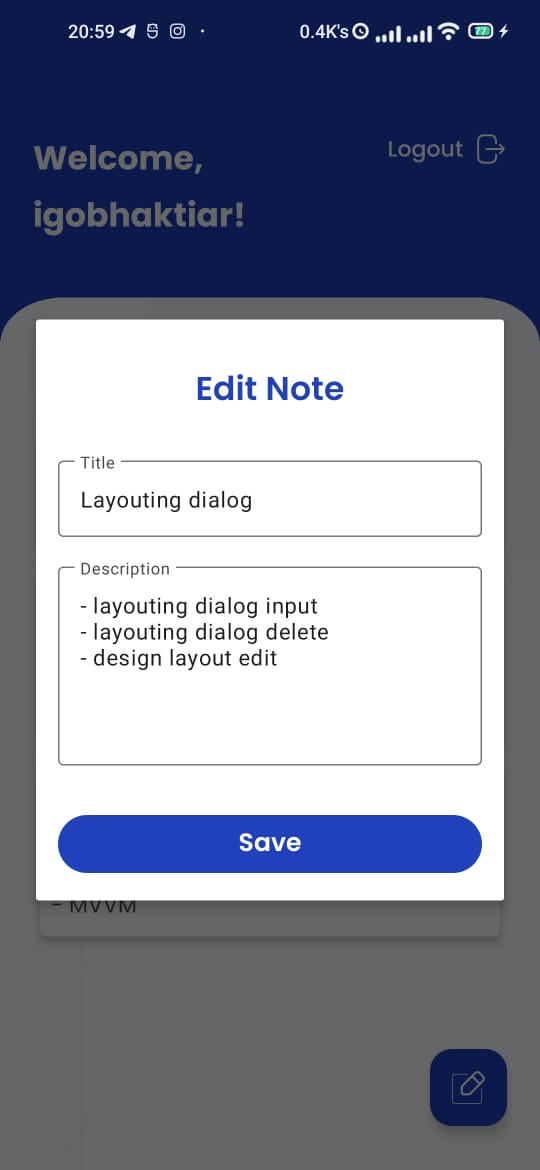 20:59
0.4K's
77
Welcome,
igobhaktiar!
Logout
Edit Note
Title
Layouting dialog
Description
- layouting dialog input
- layouting dialog delete
- design layout edit
Save
- MVVM